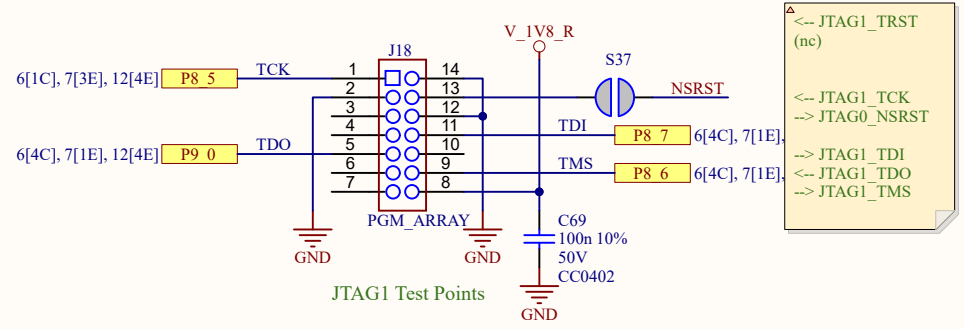 V_1V8_R
J18
S37
6[1C], 7[3E], 12[4E] P8_5 TCK 1 14
2 13 NSRST
3 12
4 11 TDI P8_7 6[4C], 7[1E],
6[4C], 7[1E], 12[4E] P9_0 TDO 5 10
6 9 TMS P8_6 6[4C], 7[1E],
7 8
PGM_ARRAY
GND
GND
C69
100n 10%
50V
CC0402
GND
JTAG1 Test Points
<-- JTAG1_TRST
(nc)
<-- JTAG1_TCK
--> JTAG0_NSRST
--> JTAG1_TDI
<-- JTAG1_TDO
--> JTAG1_TMS